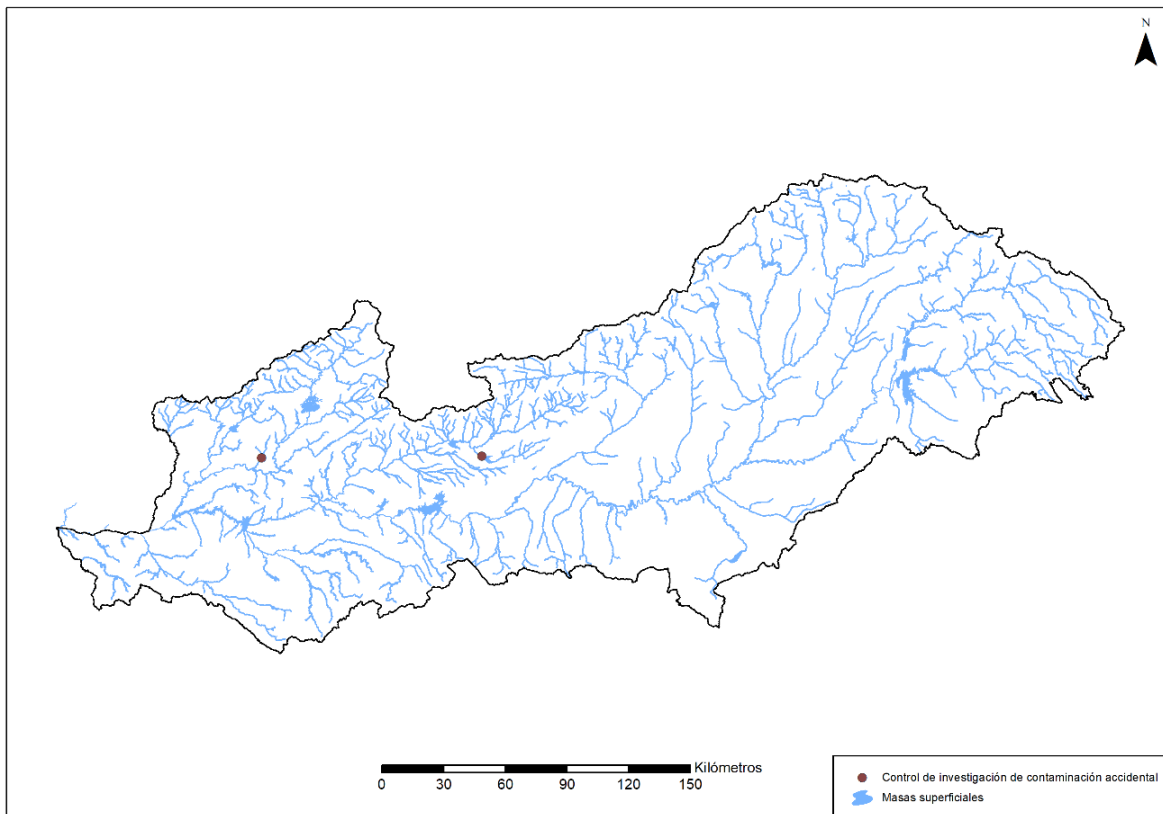 N
Kilómetros
0 30 60 90 120 150
Control de investigación de contaminación accidental
Masas superficiales